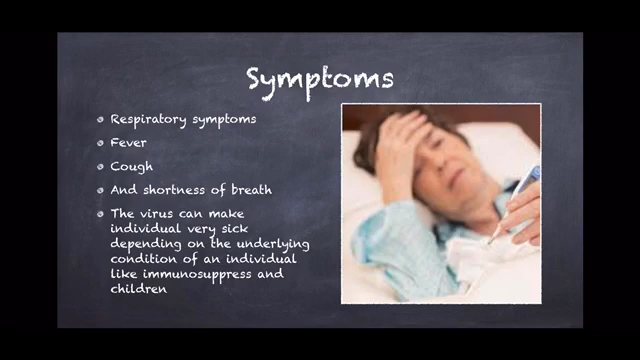 Symptoms
Respiratory symptoms
Fever
Cough
And shortness of breath
The virus can make
individual very sick
depending on the underlying
condition of an individual
like immunosuppress and
children